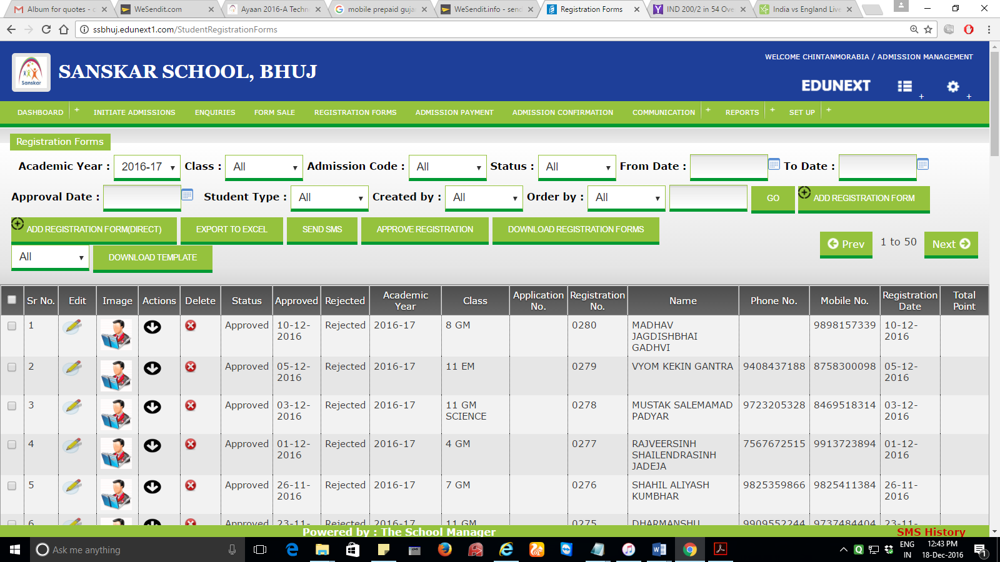 Album for quotes - c
WeSendit.com
Ayaan 2016-A Techn
mobile prepaid guja
WeSendit.info - send
Registration Forms
IND 200/2 in 54 Ove
India vs England Live
ssbhuj.edunext1.com/StudentRegistrationForms
WELCOME CHINTANMORABIA / ADMISSION MANAGEMENT
Sanskar
SANSKAR SCHOOL, BHUJ
EDUNEXT
DASHBOARD + INITIATE ADMISSIONS ENQUIRIES FORM SALE REGISTRATION FORMS ADMISSION PAYMENT ADMISSION CONFIRMATION COMMUNICATION + REPORTS + SET UP +
Registration Forms
Academic Year : 2016-17 Class : All Admission Code : All Status : All From Date : To Date :
Approval Date : Student Type : All Created by : All Order by : All GO ADD REGISTRATION FORM
ADD REGISTRATION FORM(DIRECT) EXPORT TO EXCEL SEND SMS APPROVE REGISTRATION DOWNLOAD REGISTRATION FORMS
Prev 1 to 50 Next
All DOWNLOAD TEMPLATE
Sr No. Edit Image Actions Delete Status Approved Rejected Academic Year Class Application No. Registration No. Name Phone No. Mobile No. Registration Date Total Point
1 Approved 10-12-2016 Rejected 2016-17 8 GM 0280 MADHAV JAGDISHBHAI GADHVI 9898157339 10-12-2016
2 Approved 05-12-2016 Rejected 2016-17 11 EM 0279 VYOM KEKIN GANTRA 9408437188 8758300098 05-12-2016
3 Approved 03-12-2016 Rejected 2016-17 11 GM SCIENCE 0278 MUSTAK SALEMAMAD PADYAR 9723205328 8469518314 03-12-2016
4 Approved 01-12-2016 Rejected 2016-17 4 GM 0277 RAJVEERSINH SHAILENDRASINH JADEJA 7567672515 9913723894 01-12-2016
5 Approved 26-11-2016 Rejected 2016-17 7 GM 0276 SHAHIL ALIYASH KUMBHAR 9825359866 9825411384 26-11-2016
6 Approved 23-11- Rejected 2016-17 11 GM 0275 DHARMANSHU 9909552244 9737484404 23-11-
Powered by : The School Manager
SMS History
Ask me anything
ENG
IN
12:43 PM
18-Dec-2016
1